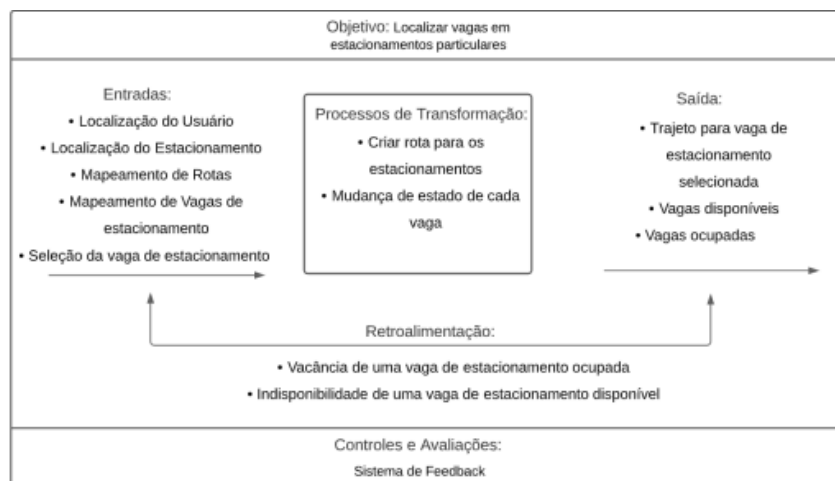 Objetivo: Localizar vagas em
estacionamentos particulares
Entradas:
• Localização do Usuário
• Localização do Estacionamento
• Mapeamento de Rotas
• Mapeamento de Vagas de
estacionamento
• Seleção da vaga de estacionamento
Processos de Transformação:
• Criar rota para os
estacionamentos
• Mudança de estado de cada
vaga
Saída:
• Trajeto para vaga de
estacionamento
selecionada
• Vagas disponíveis
• Vagas ocupadas
Retroalimentação:
• Vacância de uma vaga de estacionamento ocupada
• Indisponibilidade de uma vaga de estacionamento disponível
Controles e Avaliações:
Sistema de Feedback